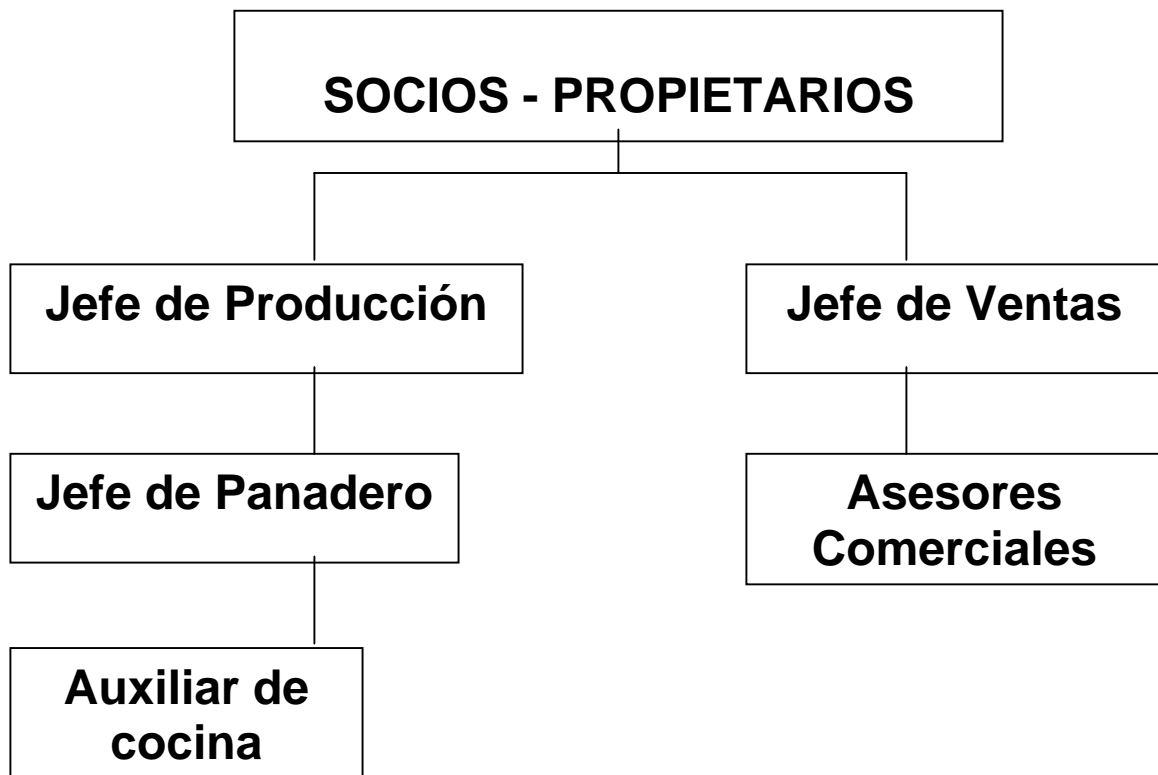 SOCIOS - PROPIETARIOS
Jefe de Producción
Jefe de Ventas
Jefe de Panadero
Asesores
Comerciales
Auxiliar de
cocina